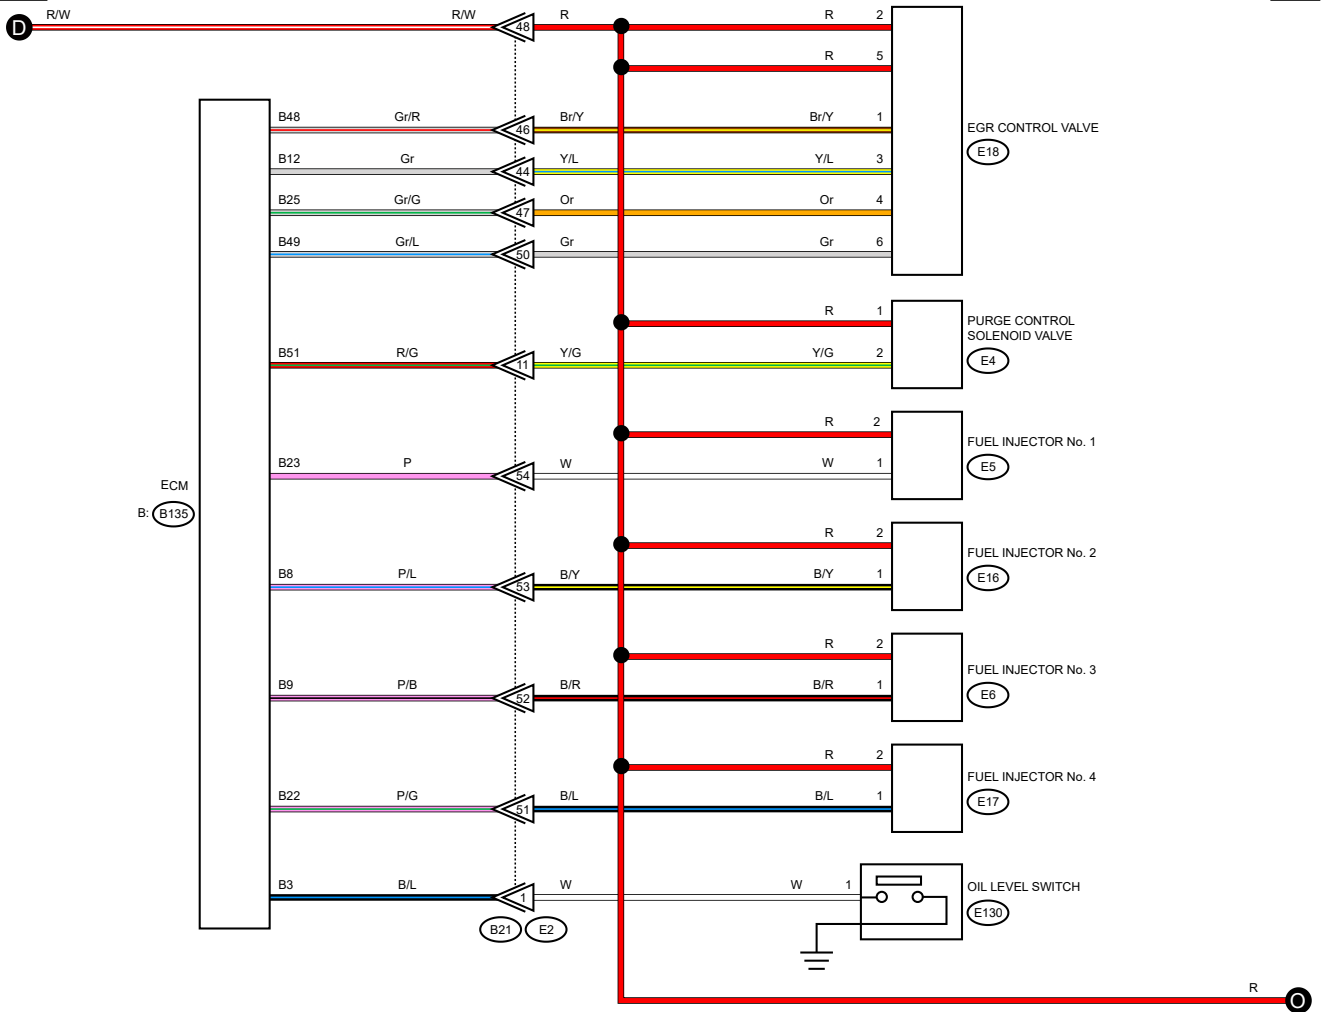 D R/W R/W 48 R R 2
R 5
B48 Gr/R 46 Br/Y Br/Y 1
EGR CONTROL VALVE
E18
B12 Gr 44 Y/L Y/L 3
B25 Gr/G 47 Or Or 4
B49 Gr/L 50 Gr Gr 6
R 1
PURGE CONTROL
SOLENOID VALVE
E4
B51 R/G 11 Y/G Y/G 2
R 2
FUEL INJECTOR No. 1
E5
B23 P 54 W W 1
ECM
B: B135
R 2
FUEL INJECTOR No. 2
E16
B8 P/L 53 B/Y B/Y 1
R 2
FUEL INJECTOR No. 3
E6
B9 P/B 52 B/R B/R 1
R 2
FUEL INJECTOR No. 4
E17
B22 P/G 51 B/L B/L 1
B3 B/L 1 W W 1
OIL LEVEL SWITCH
E130
B21 E2
R O